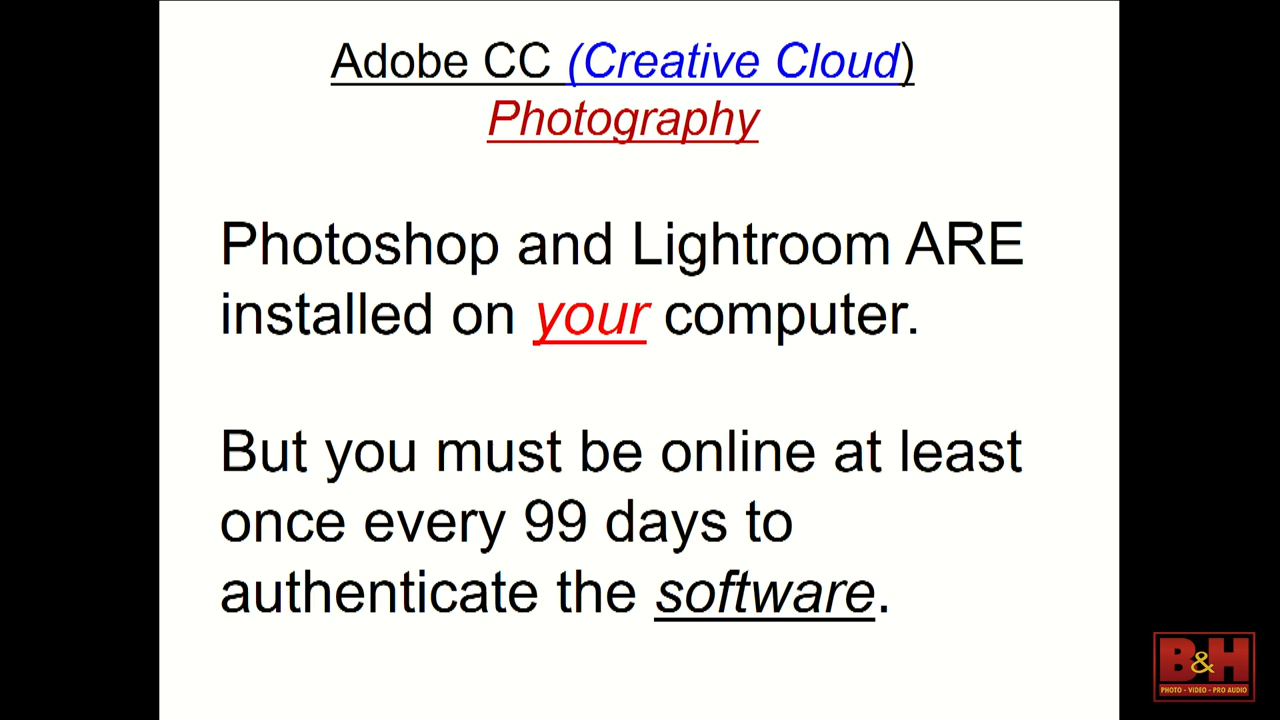 Adobe CC (Creative Cloud)
Photography
Photoshop and Lightroom ARE
installed on your computer.
But you must be online at least
once every 99 days to
authenticate the software.
B&H
PHOTO - VIDEO - PRO AUDIO